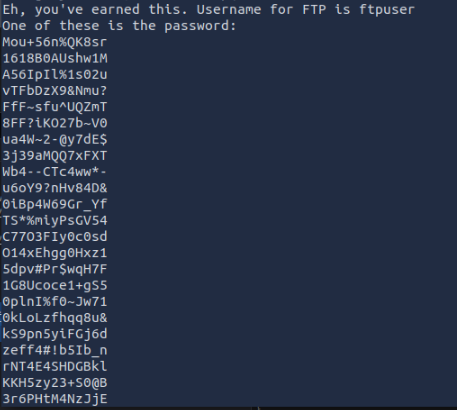 Eh, you've earned this. Username for FTP is ftpuser
One of these is the password:
Mou+56n%QK8sr
1618B0AUshw1M
A56IpIl%1s02u
vTFbDzX9&Nmu?
FfF~sfu^UQZmT
8FF?iKO27b~V0
ua4W~2-@y7dE$
3j39aMQQ7xFXT
Wb4--CTc4ww*-
u6oY9?nHv84D&
0iBp4W69Gr_Yf
TS*%miyPsGV54
C77O3FIy0c0sd
O14xEhgg0Hxz1
5dpv#Pr$wqH7F
1G8Ucoce1+gS5
0plnI%f0~Jw71
0kLoLzfhqq8u&
kS9pn5yiFGj6d
zeff4#!b5Ib_n
rNT4E4SHDGBkl
KKH5zy23+S0@B
3r6PHtM4NzJjE